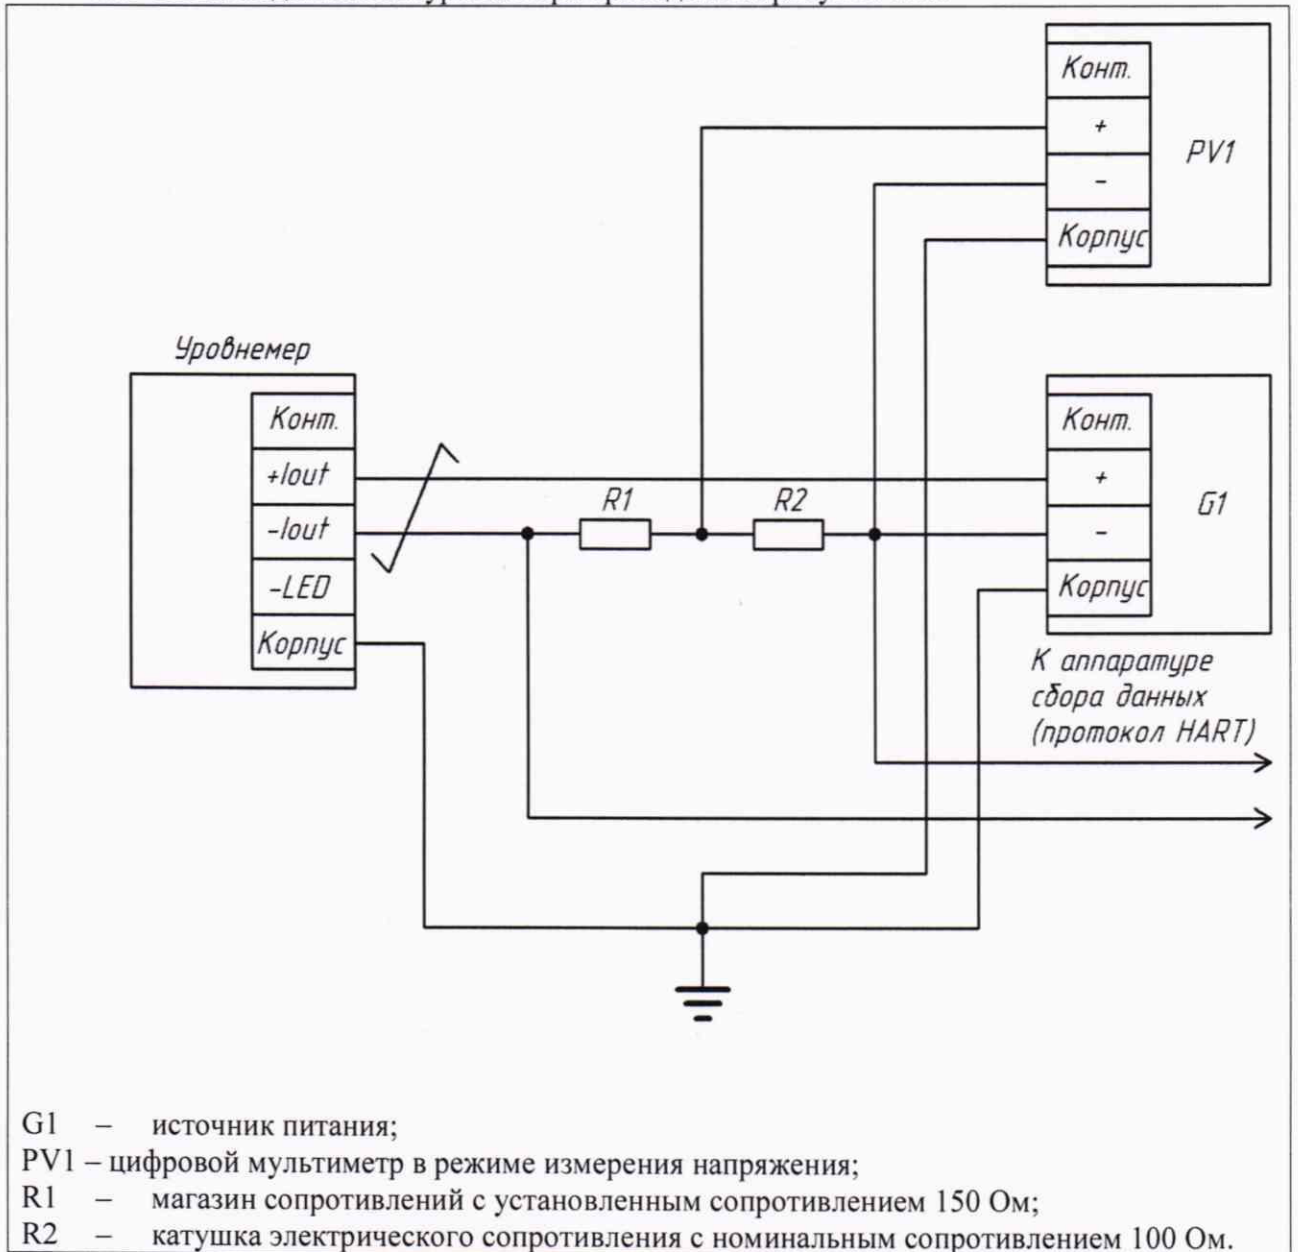 Конт.
+
PV1
–
Корпус
Уровнемер
Конт.
+Iout
-Iout
-LED
Корпус
R1
R2
Конт.
+
G1
–
Корпус
К аппаратуре
сбора данных
(протокол HART)
G1 – источник питания;
PV1 – цифровой мультиметр в режиме измерения напряжения;
R1 – магазин сопротивлений с установленным сопротивлением 150 Ом;
R2 – катушка электрического сопротивления с номинальным сопротивлением 100 Ом.